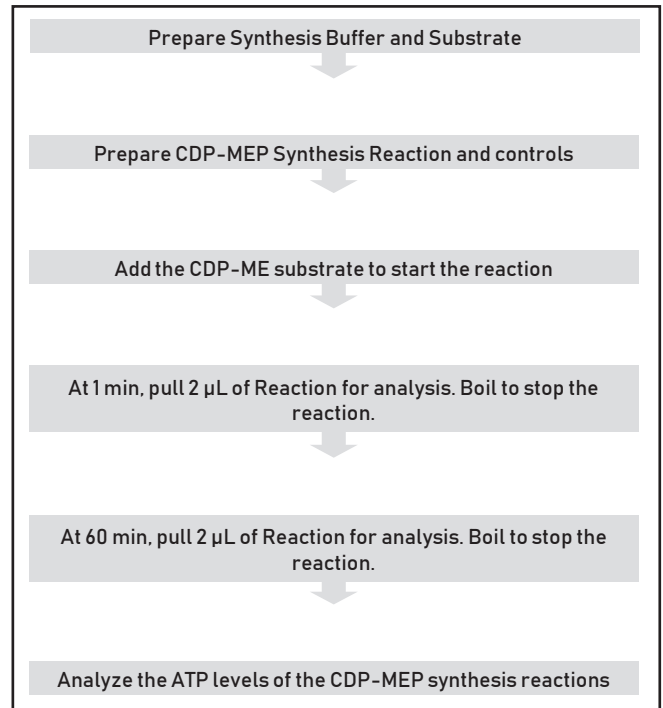 Prepare Synthesis Buffer and Substrate
Prepare CDP-MEP Synthesis Reaction and controls
Add the CDP-ME substrate to start the reaction
At 1 min, pull 2 µL of Reaction for analysis. Boil to stop the
reaction.
At 60 min, pull 2 µL of Reaction for analysis. Boil to stop the
reaction.
Analyze the ATP levels of the CDP-MEP synthesis reactions